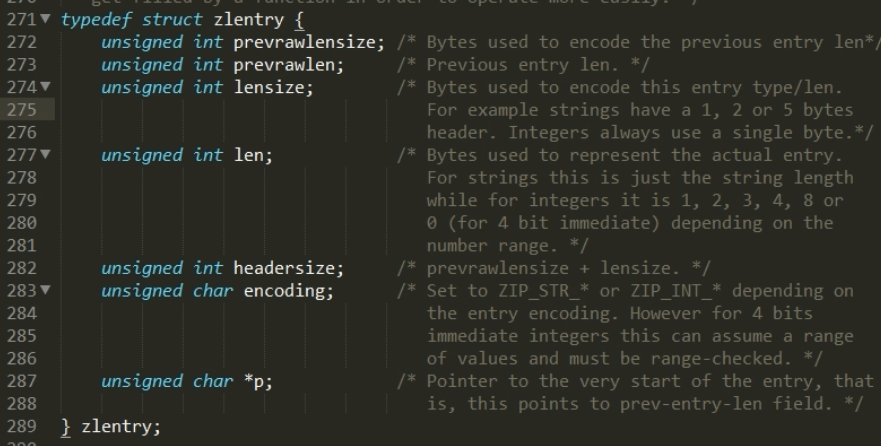 271 typedef struct zlentry {
272 unsigned int prevrawlensize; /* Bytes used to encode the previous entry len*/
273 unsigned int prevrawlen; /* Previous entry len. */
274 unsigned int lensize; /* Bytes used to encode this entry type/len.
275 For example strings have a 1, 2 or 5 bytes
276 header. Integers always use a single byte.*/
277 unsigned int len; /* Bytes used to represent the actual entry.
278 For strings this is just the string length
279 while for integers it is 1, 2, 3, 4, 8 or
280 0 (for 4 bit immediate) depending on the
281 number range. */
282 unsigned int headersize; /* prevrawlensize + lensize. */
283 unsigned char encoding; /* Set to ZIP_STR_* or ZIP_INT_* depending on
284 the entry encoding. However for 4 bits
285 immediate integers this can assume a range
286 of values and must be range-checked. */
287 unsigned char *p; /* Pointer to the very start of the entry, that
288 is, this points to prev-entry-len field. */
289 } zlentry;